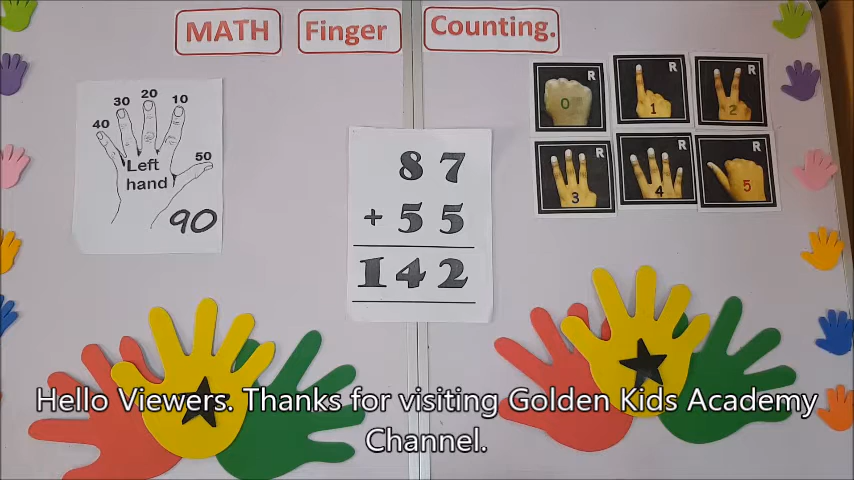 MATH Finger Counting.
40 30 20 10
50
Left
hand
90
87
+ 55
142
R R R
0 1 2
R R R
3 4 5
Hello Viewers. Thanks for visiting Golden Kids Academy
Channel.